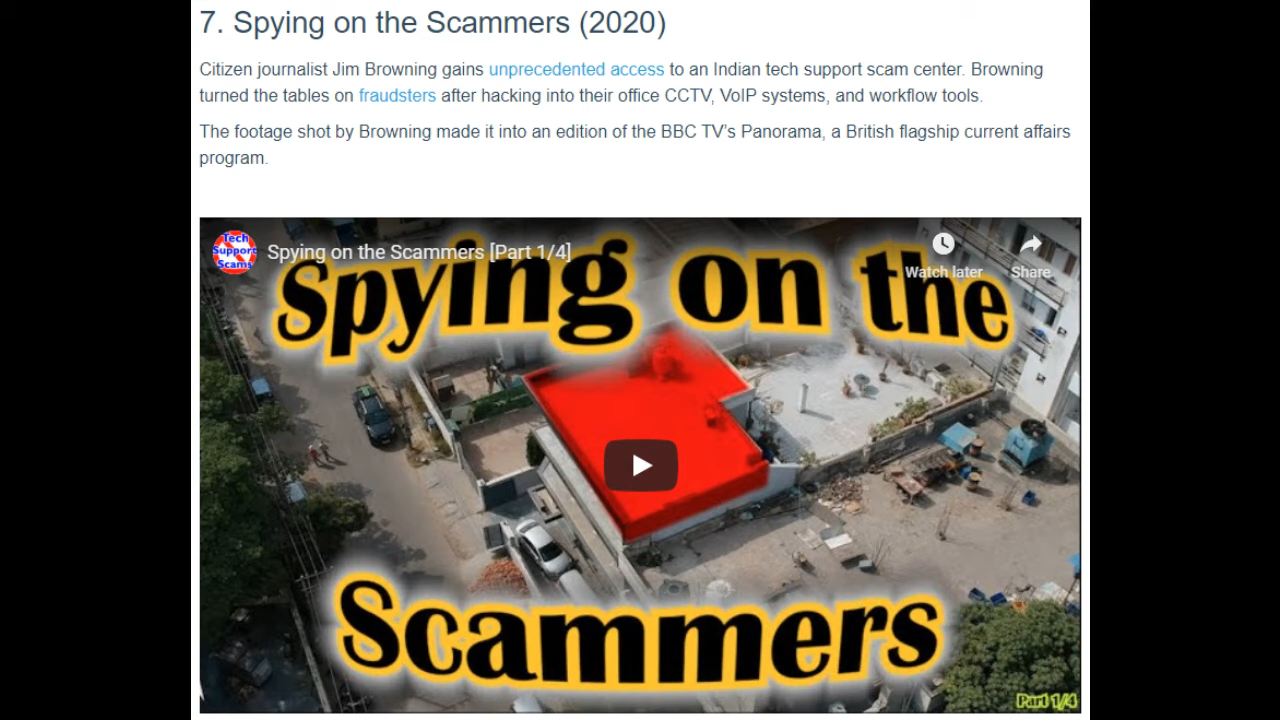 7. Spying on the Scammers (2020)
Citizen journalist Jim Browning gains unprecedented access to an Indian tech support scam center. Browning
turned the tables on fraudsters after hacking into their office CCTV, VoIP systems, and workflow tools.
The footage shot by Browning made it into an edition of the BBC TV’s Panorama, a British flagship current affairs
program.
Tech
Support
Scams
Spying on the Scammers [Part 1/4]
Watch later
Share
Spying on the
Scammers
Part 1/4